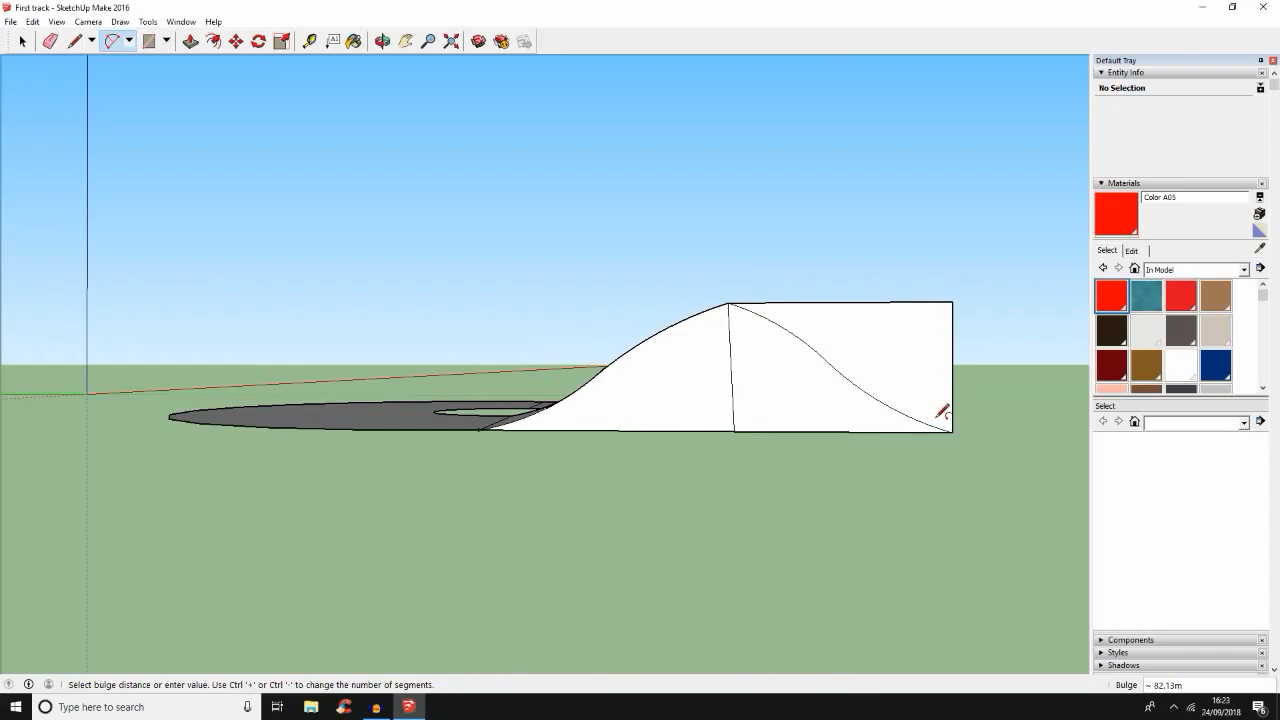 First track - SketchUp Make 2016
File Edit View Camera Draw Tools Window Help
Default Tray
Entity Info
No Selection
Materials
Color A05
Select Edit
In Model
Select
Components
Styles
Shadows
Select bulge distance or enter value. Use Ctrl '+' or Ctrl '-' to change the number of segments.
Bulge ~ 82.13m
Type here to search
16:23
24/09/2018